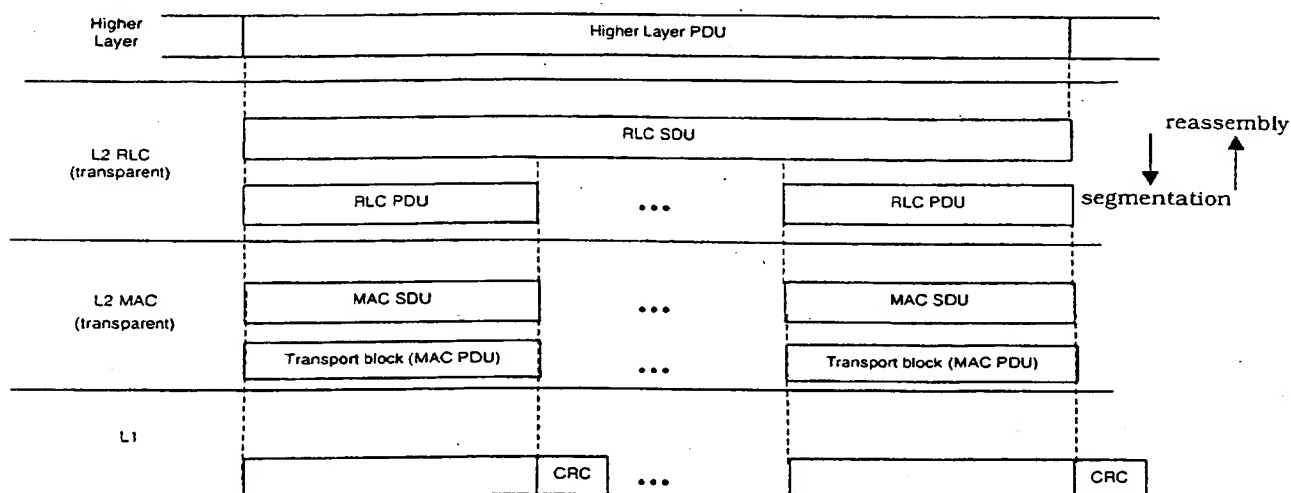 Higher
Layer
Higher Layer PDU
RLC SDU
reassembly
L2 RLC
(transparent)
RLC PDU
•••
RLC PDU
segmentation
L2 MAC
(transparent)
MAC SDU
•••
MAC SDU
Transport block (MAC PDU)
•••
Transport block (MAC PDU)
L1
CRC
•••
CRC